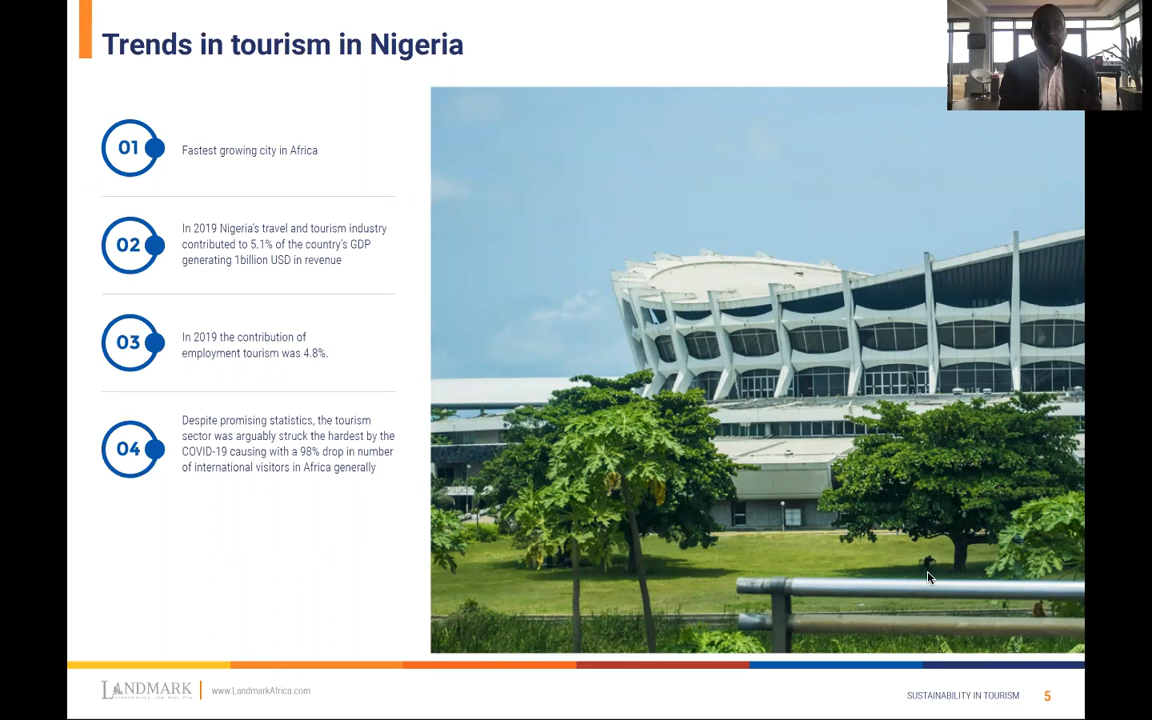 Trends in tourism in Nigeria
01
Fastest growing city in Africa
02
In 2019 Nigeria's travel and tourism industry
contributed to 5.1% of the country's GDP
generating 1billion USD in revenue
03
In 2019 the contribution of
employment tourism was 4.8%.
04
Despite promising statistics, the tourism
sector was arguably struck the hardest by the
COVID-19 causing with a 98% drop in number
of international visitors in Africa generally
LANDMARK
www.LandmarkAfrica.com
SUSTAINABILITY IN TOURISM
5